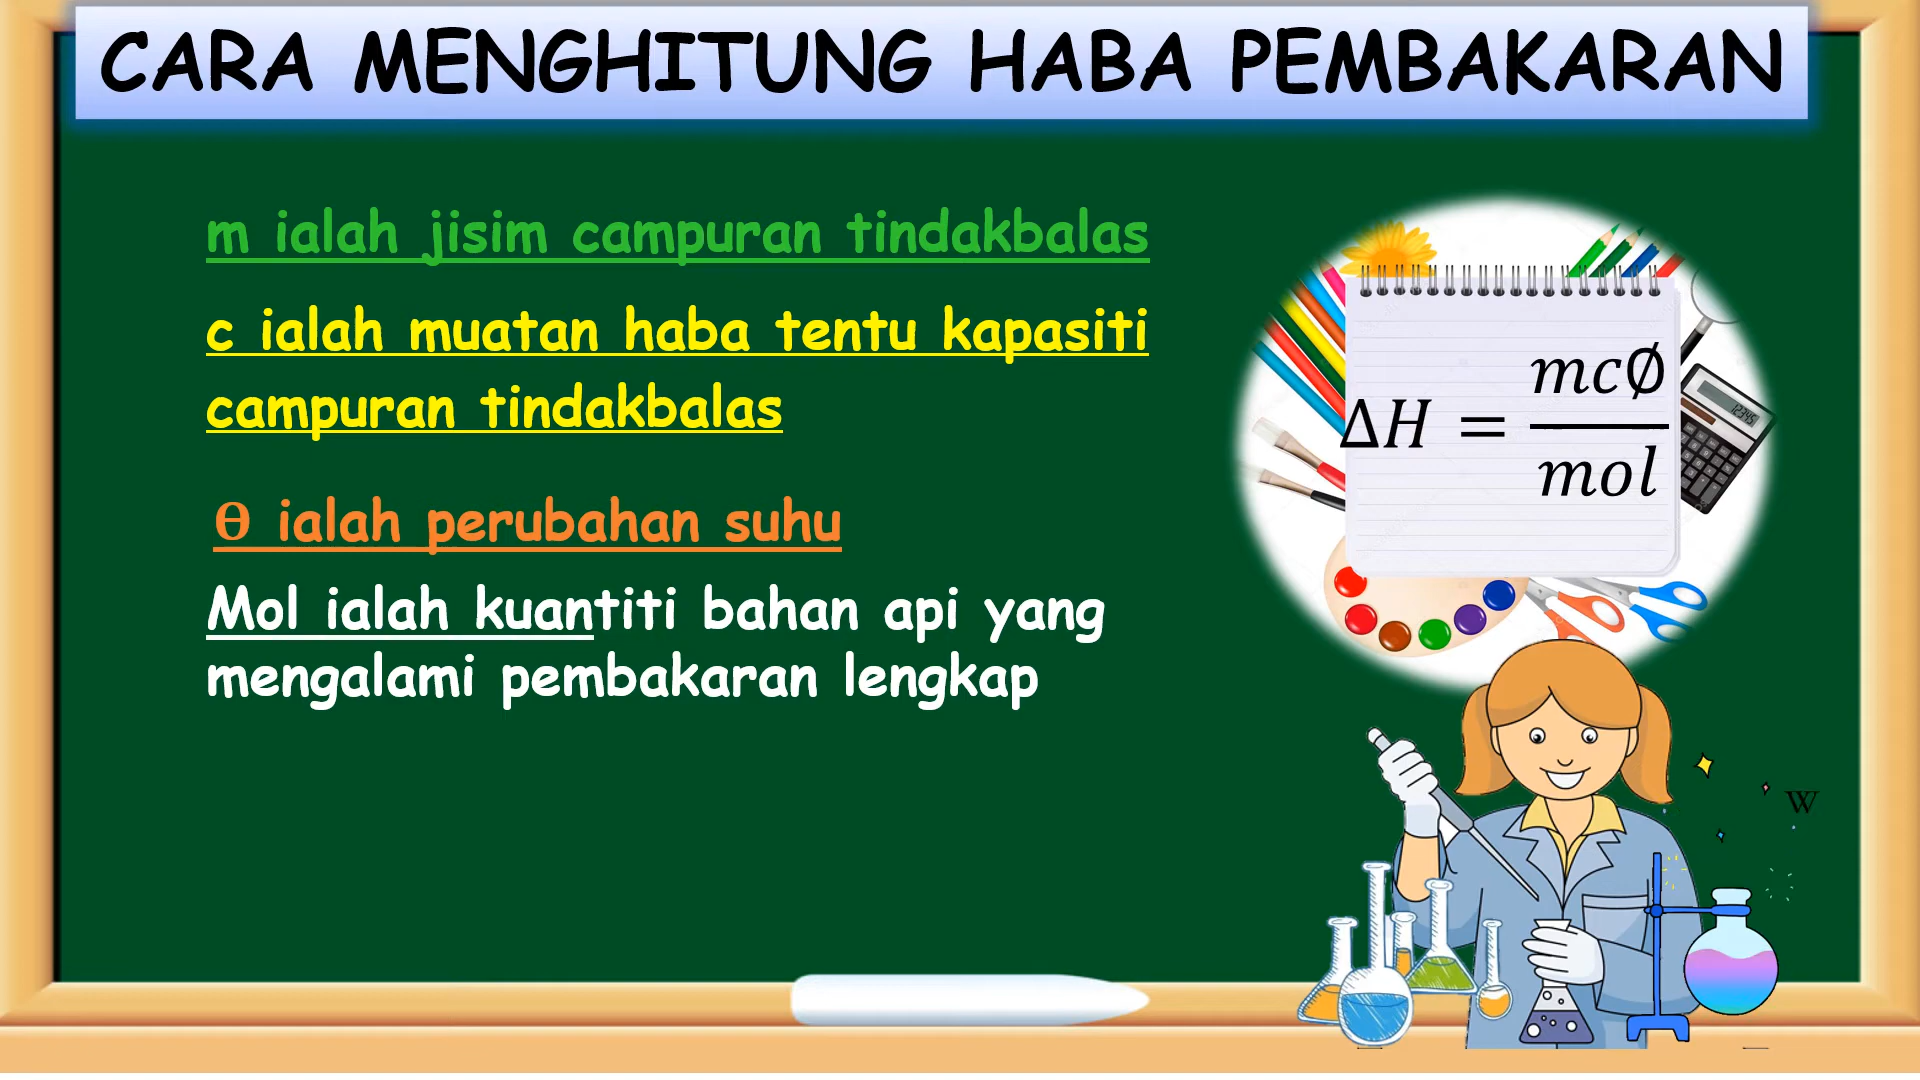 CARA MENGHITUNG HABA PEMBAKARAN
m ialah jisim campuran tindakbalas
c ialah muatan haba tentu kapasiti
campuran tindakbalas
ΔH = mc∅ / mol
Ɵ ialah perubahan suhu
Mol ialah kuantiti bahan api yang
mengalami pembakaran lengkap
W